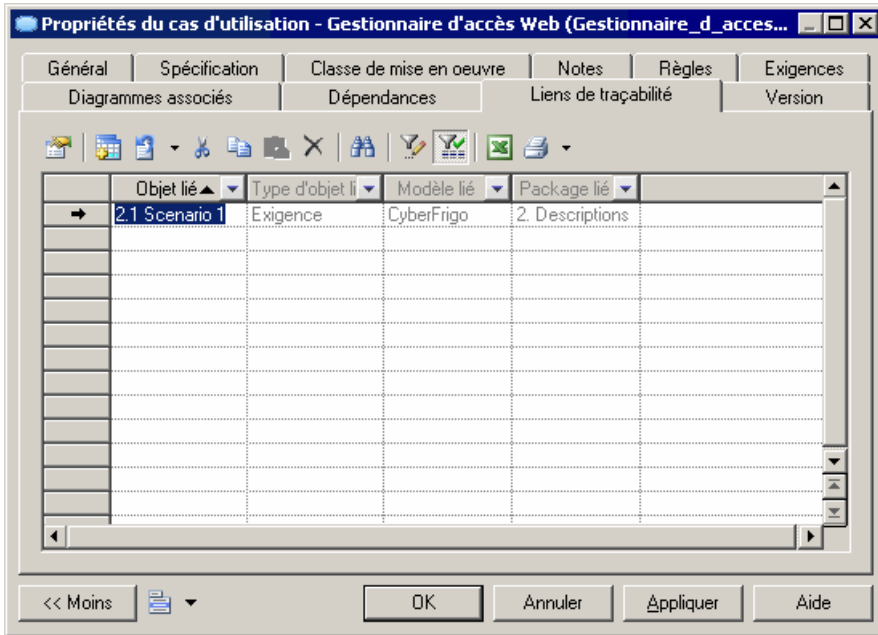 Propriétés du cas d'utilisation - Gestionnaire d'accès Web (Gestionnaire_d_acces...
Général Spécification Classe de mise en oeuvre Notes Règles Exigences
Diagrammes associés Dépendances Liens de traçabilité Version
Objet lié Type d'objet li Modèle lié Package lié
2.1 Scenario 1 Exigence CyberFrigo 2. Descriptions
<< Moins OK Annuler Appliquer Aide